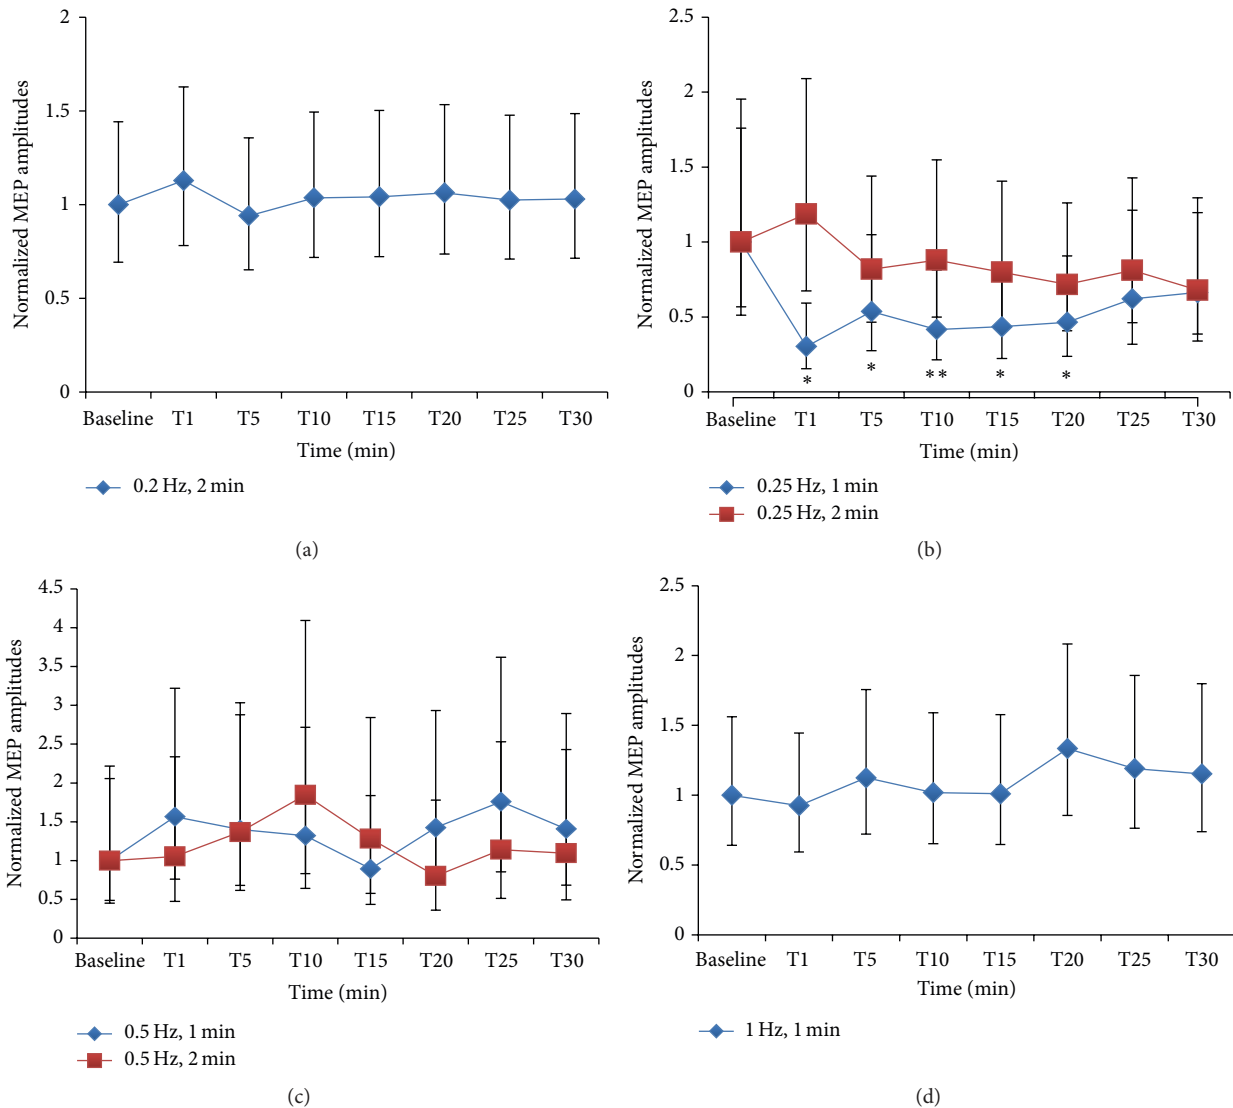 Normalized MEP amplitudes
2
1.5
1
0.5
0
Baseline T1 T5 T10 T15 T20 T25 T30
Time (min)
0.2 Hz, 2 min
(a)
Normalized MEP amplitudes
2.5
2
1.5
1
0.5
0
* * ** * *
Baseline T1 T5 T10 T15 T20 T25 T30
Time (min)
0.25 Hz, 1 min
0.25 Hz, 2 min
(b)
Normalized MEP amplitudes
4.5
4
3.5
3
2.5
2
1.5
1
0.5
0
Baseline T1 T5 T10 T15 T20 T25 T30
Time (min)
0.5 Hz, 1 min
0.5 Hz, 2 min
(c)
Normalized MEP amplitudes
2.5
2
1.5
1
0.5
0
Baseline T1 T5 T10 T15 T20 T25 T30
Time (min)
1 Hz, 1 min
(d)